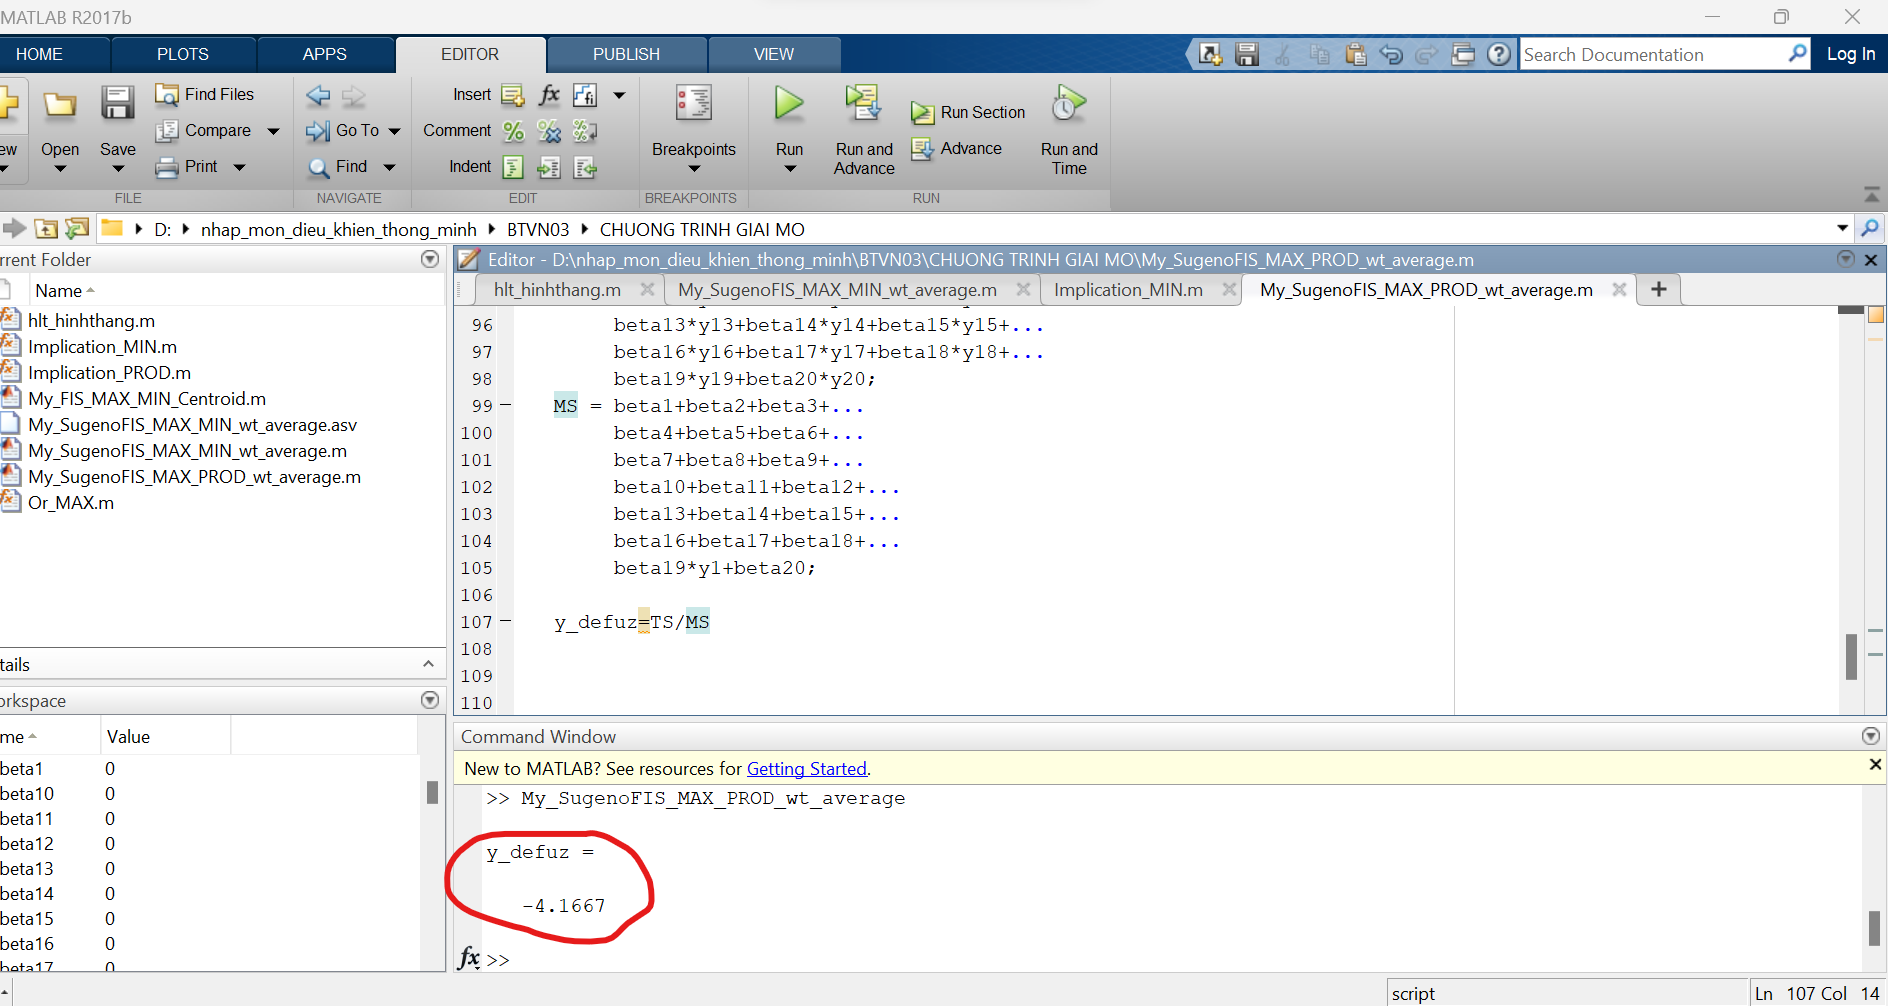 MATLAB R2017b
HOME PLOTS APPS EDITOR PUBLISH VIEW Search Documentation Log In
Find Files Insert fx fi
Compare Go To Comment Run Section
ew Open Save Breakpoints Run Run and Advance Advance Run and Time
Print Find Indent
FILE NAVIGATE EDIT BREAKPOINTS RUN
D: nhap_mon_dieu_khien_thong_minh BTVN03 CHUONG TRINH GIAI MO
rrent Folder
Name
hlt_hinhthang.m
Implication_MIN.m
Implication_PROD.m
My_FIS_MAX_MIN_Centroid.m
My_SugenoFIS_MAX_MIN_wt_average.asv
My_SugenoFIS_MAX_MIN_wt_average.m
My_SugenoFIS_MAX_PROD_wt_average.m
Or_MAX.m
tails
orkspace
me Value
beta1 0
beta10 0
beta11 0
beta12 0
beta13 0
beta14 0
beta15 0
beta16 0
beta17 0
Editor - D:\nhap_mon_dieu_khien_thong_minh\BTVN03\CHUONG TRINH GIAI MO\My_SugenoFIS_MAX_PROD_wt_average.m
hlt_hinhthang.m My_SugenoFIS_MAX_MIN_wt_average.m Implication_MIN.m My_SugenoFIS_MAX_PROD_wt_average.m +
96 beta13*y13+beta14*y14+beta15*y15+...
97 beta16*y16+beta17*y17+beta18*y18+...
98 beta19*y19+beta20*y20;
99 - MS = beta1+beta2+beta3+...
100 beta4+beta5+beta6+...
101 beta7+beta8+beta9+...
102 beta10+beta11+beta12+...
103 beta13+beta14+beta15+...
104 beta16+beta17+beta18+...
105 beta19*y1+beta20;
106
107 - y_defuz=TS/MS
108
109
110
Command Window
New to MATLAB? See resources for Getting Started.
>> My_SugenoFIS_MAX_PROD_wt_average
y_defuz =
-4.1667
fx >>
script Ln 107 Col 14